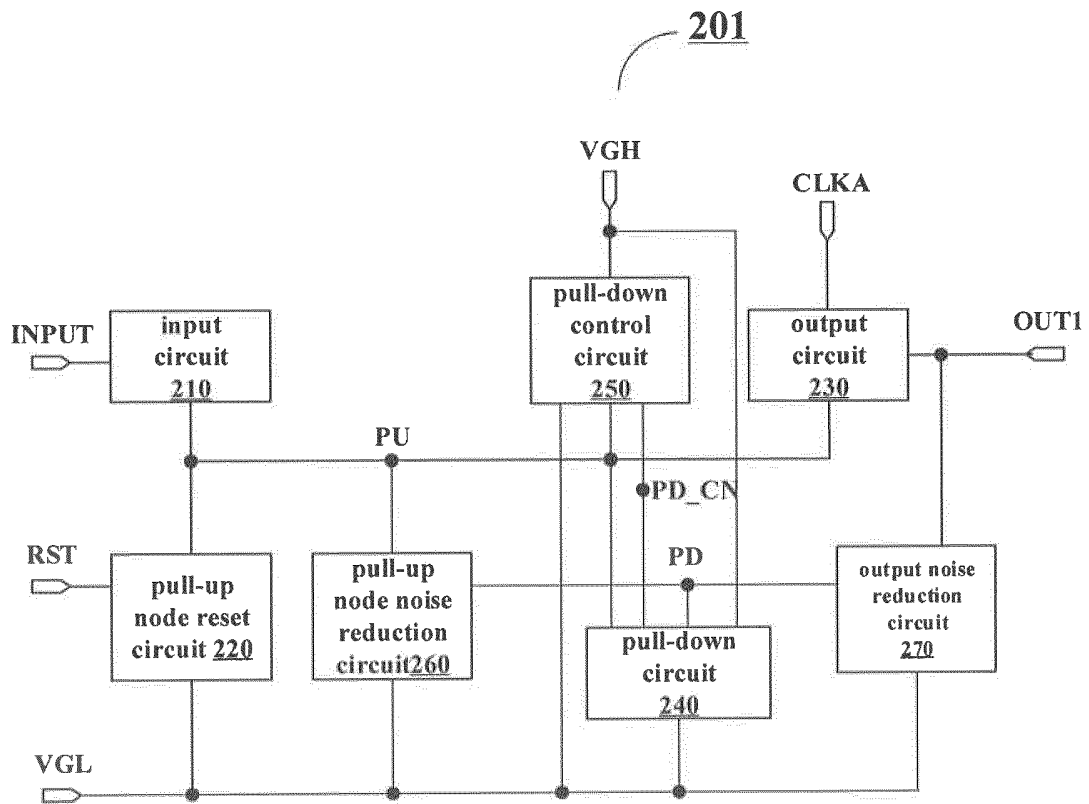 201
VGH
CLKA
INPUT
input
circuit
210
pull-down
control
circuit
250
output
circuit
230
OUT1
PU
PD_CN
RST
pull-up
node reset
circuit 220
pull-up
node noise
reduction
circuit260
PD
pull-down
circuit
240
output noise
reduction
circuit
270
VGL